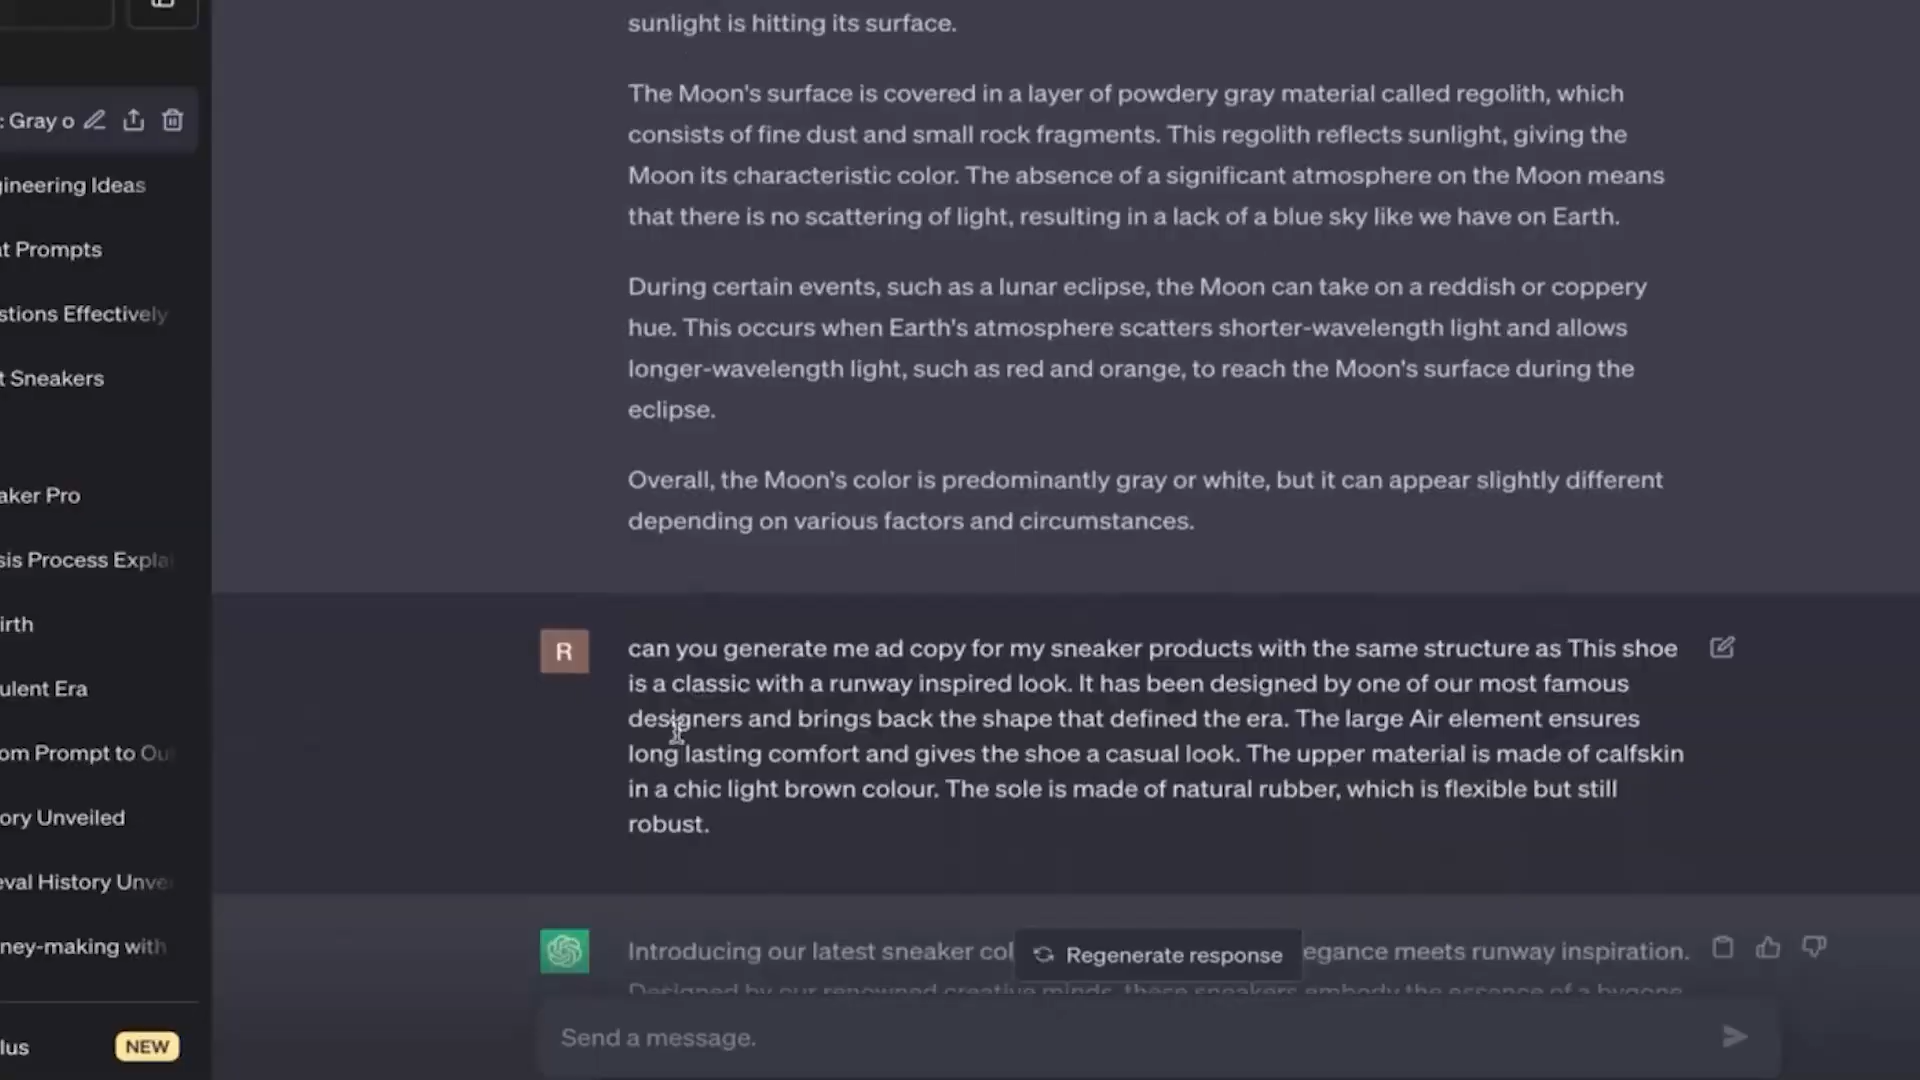 sunlight is hitting its surface.
The Moon's surface is covered in a layer of powdery gray material called regolith, which
consists of fine dust and small rock fragments. This regolith reflects sunlight, giving the
Moon its characteristic color. The absence of a significant atmosphere on the Moon means
that there is no scattering of light, resulting in a lack of a blue sky like we have on Earth.
During certain events, such as a lunar eclipse, the Moon can take on a reddish or coppery
hue. This occurs when Earth's atmosphere scatters shorter-wavelength light and allows
longer-wavelength light, such as red and orange, to reach the Moon's surface during the
eclipse.
Overall, the Moon's color is predominantly gray or white, but it can appear slightly different
depending on various factors and circumstances.
: Gray o
gineering Ideas
t Prompts
stions Effectively
t Sneakers
aker Pro
sis Process Expla
irth
ulent Era
om Prompt to Ou
ory Unveiled
eval History Unve
ney-making with
lus
NEW
R
can you generate me ad copy for my sneaker products with the same structure as This shoe
is a classic with a runway inspired look. It has been designed by one of our most famous
designers and brings back the shape that defined the era. The large Air element ensures
long lasting comfort and gives the shoe a casual look. The upper material is made of calfskin
in a chic light brown colour. The sole is made of natural rubber, which is flexible but still
robust.
Introducing our latest sneaker col
Regenerate response
egance meets runway inspiration.
Designed by our renowned creative minds, these sneakers embody the essence of a bygone
Send a message.